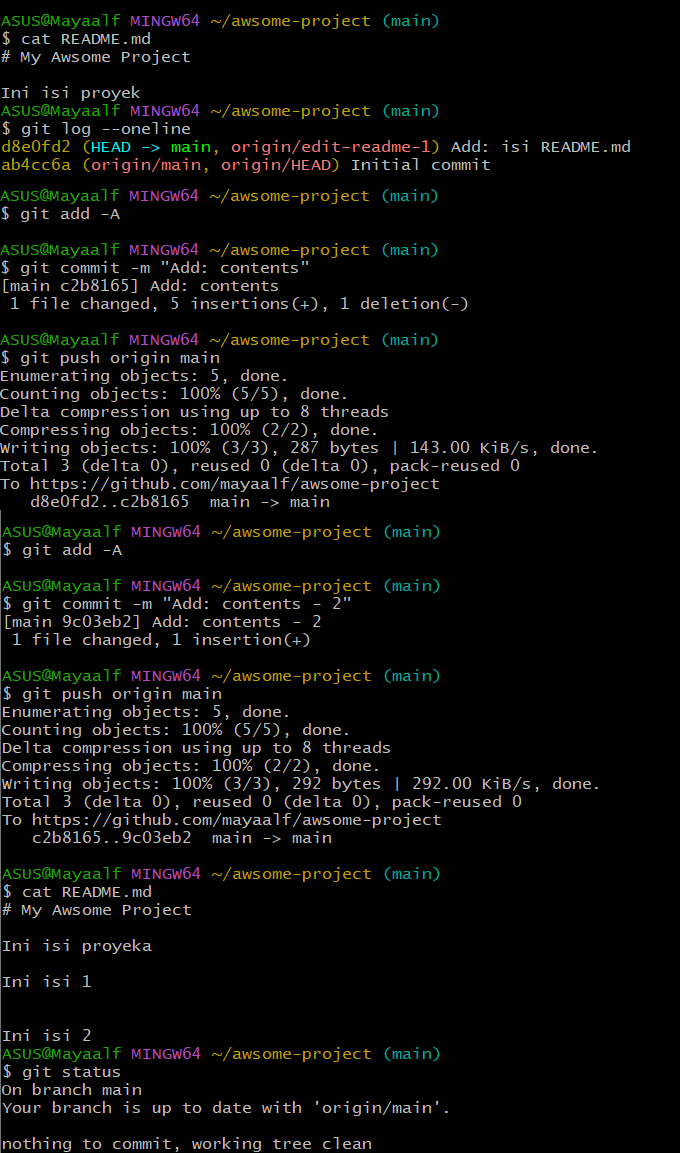 ASUS@Mayaalf MINGW64 ~/awsome-project (main)
$ cat README.md
# My Awsome Project

Ini isi proyek
ASUS@Mayaalf MINGW64 ~/awsome-project (main)
$ git log --oneline
d8e0fd2 (HEAD -> main, origin/edit-readme-1) Add: isi README.md
ab4cc6a (origin/main, origin/HEAD) Initial commit

ASUS@Mayaalf MINGW64 ~/awsome-project (main)
$ git add -A

ASUS@Mayaalf MINGW64 ~/awsome-project (main)
$ git commit -m "Add: contents"
[main c2b8165] Add: contents
 1 file changed, 5 insertions(+), 1 deletion(-)

ASUS@Mayaalf MINGW64 ~/awsome-project (main)
$ git push origin main
Enumerating objects: 5, done.
Counting objects: 100% (5/5), done.
Delta compression using up to 8 threads
Compressing objects: 100% (2/2), done.
Writing objects: 100% (3/3), 287 bytes | 143.00 KiB/s, done.
Total 3 (delta 0), reused 0 (delta 0), pack-reused 0
To https://github.com/mayaalf/awsome-project
   d8e0fd2..c2b8165  main -> main

ASUS@Mayaalf MINGW64 ~/awsome-project (main)
$ git add -A

ASUS@Mayaalf MINGW64 ~/awsome-project (main)
$ git commit -m "Add: contents - 2"
[main 9c03eb2] Add: contents - 2
 1 file changed, 1 insertion(+)

ASUS@Mayaalf MINGW64 ~/awsome-project (main)
$ git push origin main
Enumerating objects: 5, done.
Counting objects: 100% (5/5), done.
Delta compression using up to 8 threads
Compressing objects: 100% (2/2), done.
Writing objects: 100% (3/3), 292 bytes | 292.00 KiB/s, done.
Total 3 (delta 0), reused 0 (delta 0), pack-reused 0
To https://github.com/mayaalf/awsome-project
   c2b8165..9c03eb2  main -> main

ASUS@Mayaalf MINGW64 ~/awsome-project (main)
$ cat README.md
# My Awsome Project

Ini isi proyeka

Ini isi 1


Ini isi 2
ASUS@Mayaalf MINGW64 ~/awsome-project (main)
$ git status
On branch main
Your branch is up to date with 'origin/main'.

nothing to commit, working tree clean